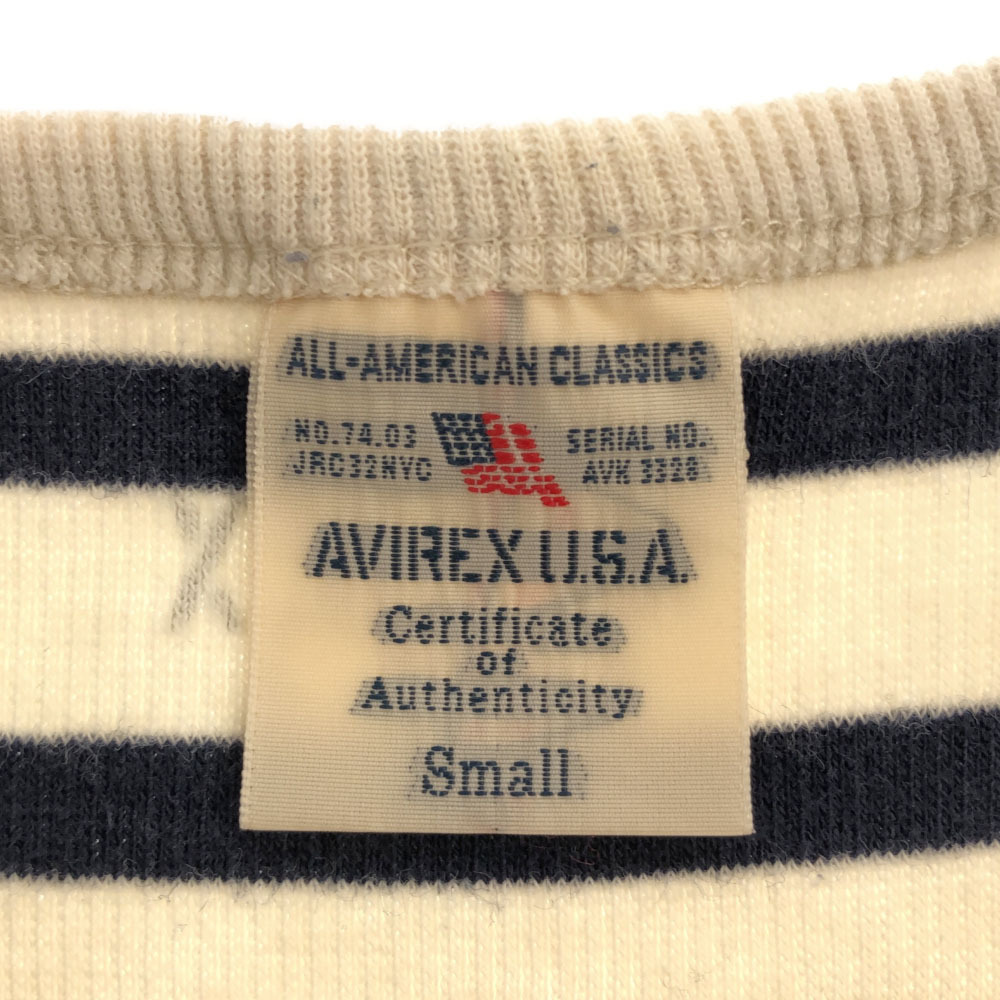 ALL-AMERICAN CLASSICS
NO.74.03
JRC32NYC
SERIAL NO.
AVK 3328
AVIREX U.S.A.
Certificate
of
Authenticity
Small